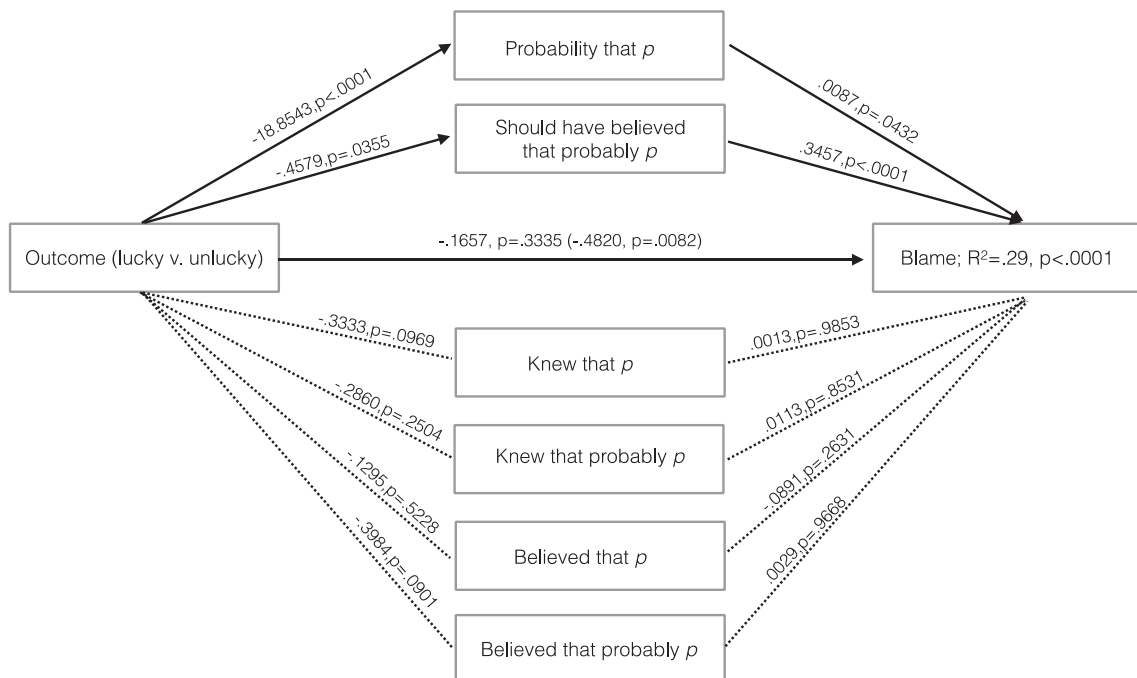 Probability that p
-18.8543,p<.0001
.0087,p=.0432
Should have believed
that probably p
-.4579,p=.0355
.3457,p<.0001
Outcome (lucky v. unlucky)
-.1657, p=.3335 (-.4820, p=.0082)
Blame; R²=.29, p<.0001
-.3333,p=.0969
Knew that p
.0013,p=.9853
-.2860,p=.2504
Knew that probably p
.0113,p=.8531
-.1295,p=.5228
Believed that p
-.0891,p=.2631
-.3984,p=.0901
Believed that probably p
.0029,p=.9668